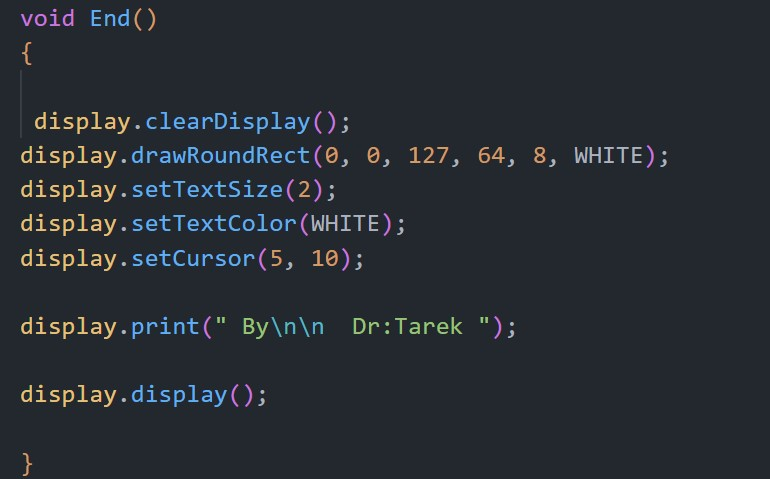 void End()
{
display.clearDisplay();
display.drawRoundRect(0, 0, 127, 64, 8, WHITE);
display.setTextSize(2);
display.setTextColor(WHITE);
display.setCursor(5, 10);
display.print(" By\n\n  Dr:Tarek ");
display.display();
}